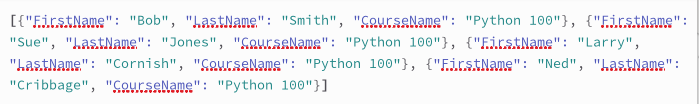 [{"FirstName": "Bob", "LastName": "Smith", "CourseName": "Python 100"}, {"FirstName":
"Sue", "LastName": "Jones", "CourseName": "Python 100"}, {"FirstName": "Larry",
"LastName": "Cornish", "CourseName": "Python 100"}, {"FirstName": "Ned", "LastName":
"Cribbage", "CourseName": "Python 100"}]